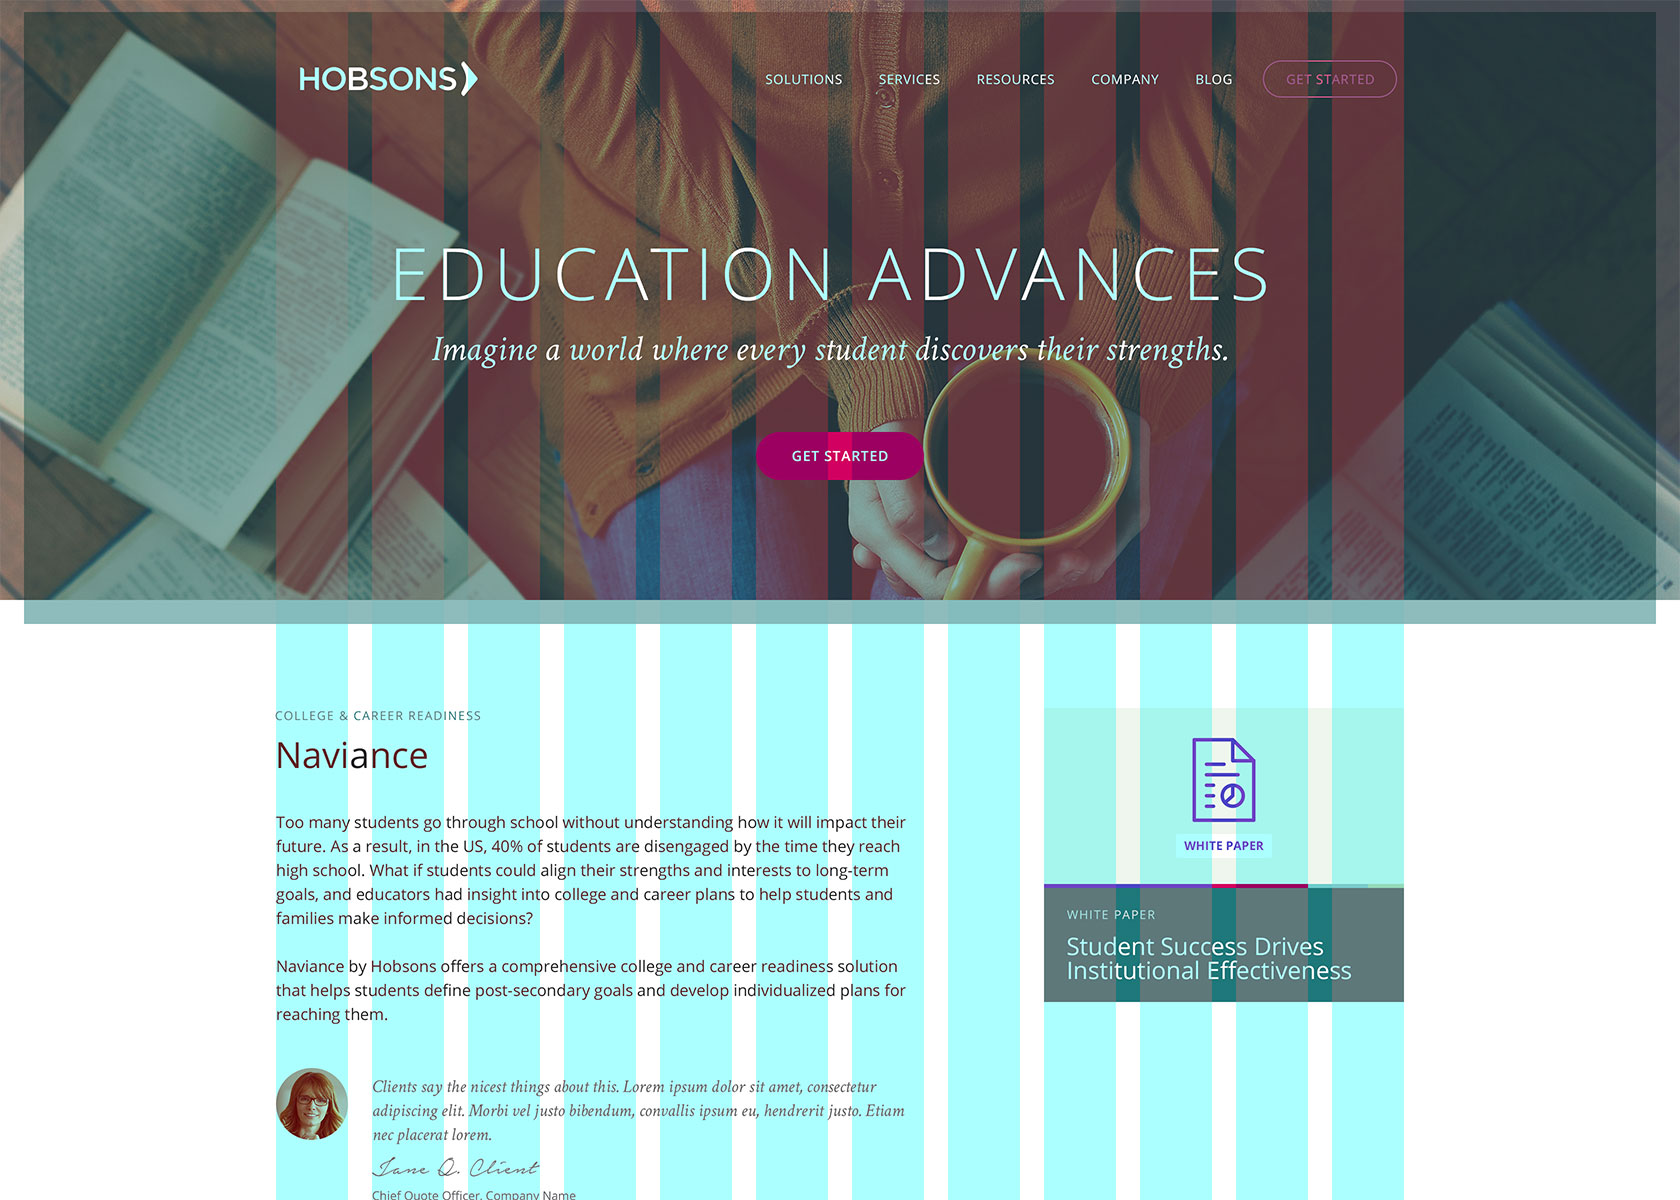 HOBSONS
SOLUTIONS SERVICES RESOURCES COMPANY BLOG GET STARTED
EDUCATION ADVANCES
Imagine a world where every student discovers their strengths.
GET STARTED
COLLEGE & CAREER READINESS
Naviance
Too many students go through school without understanding how it will impact their
future. As a result, in the US, 40% of students are disengaged by the time they reach
high school. What if students could align their strengths and interests to long-term
goals, and educators had insight into college and career plans to help students and
families make informed decisions?
Naviance by Hobsons offers a comprehensive college and career readiness solution
that helps students define post-secondary goals and develop individualized plans for
reaching them.
Clients say the nicest things about this. Lorem ipsum dolor sit amet, consectetur
adipiscing elit. Morbi vel justo bibendum, convallis ipsum eu, hendrerit justo. Etiam
nec placerat lorem.
Jane Q. Client
Chief Quote Officer, Company Name
WHITE PAPER
WHITE PAPER
Student Success Drives
Institutional Effectiveness